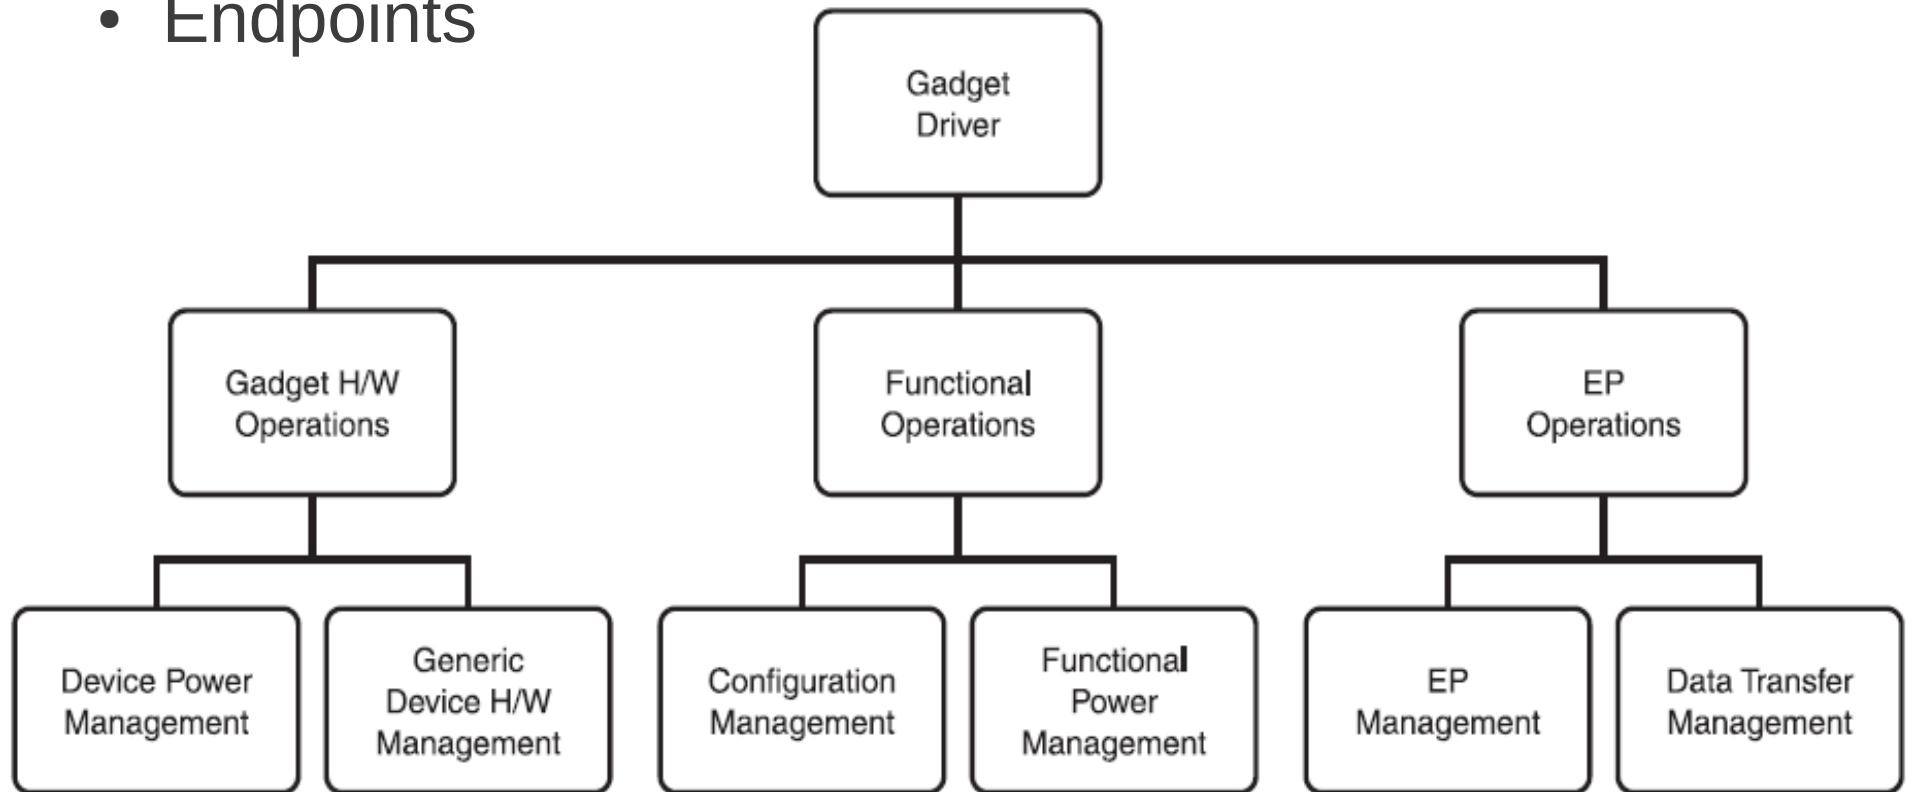 • Endpoints
Gadget
Driver
Gadget H/W
Operations
Functional
Operations
EP
Operations
Device Power
Management
Generic
Device H/W
Management
Configuration
Management
Functional
Power
Management
EP
Management
Data Transfer
Management